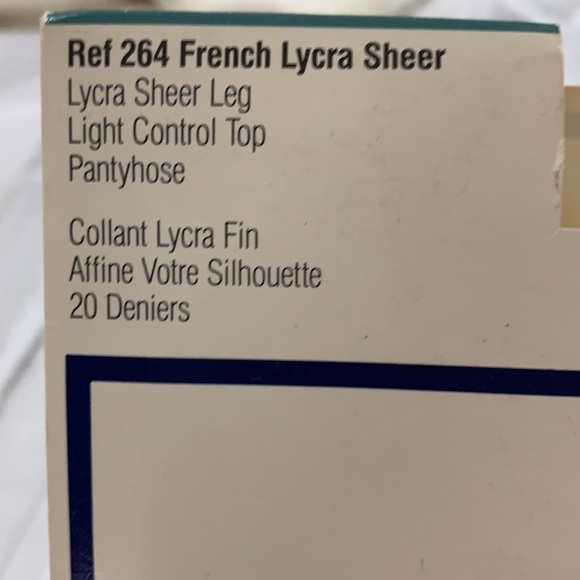 Ref 264 French Lycra Sheer
Lycra Sheer Leg
Light Control Top
Pantyhose
Collant Lycra Fin
Affine Votre Silhouette
20 Deniers